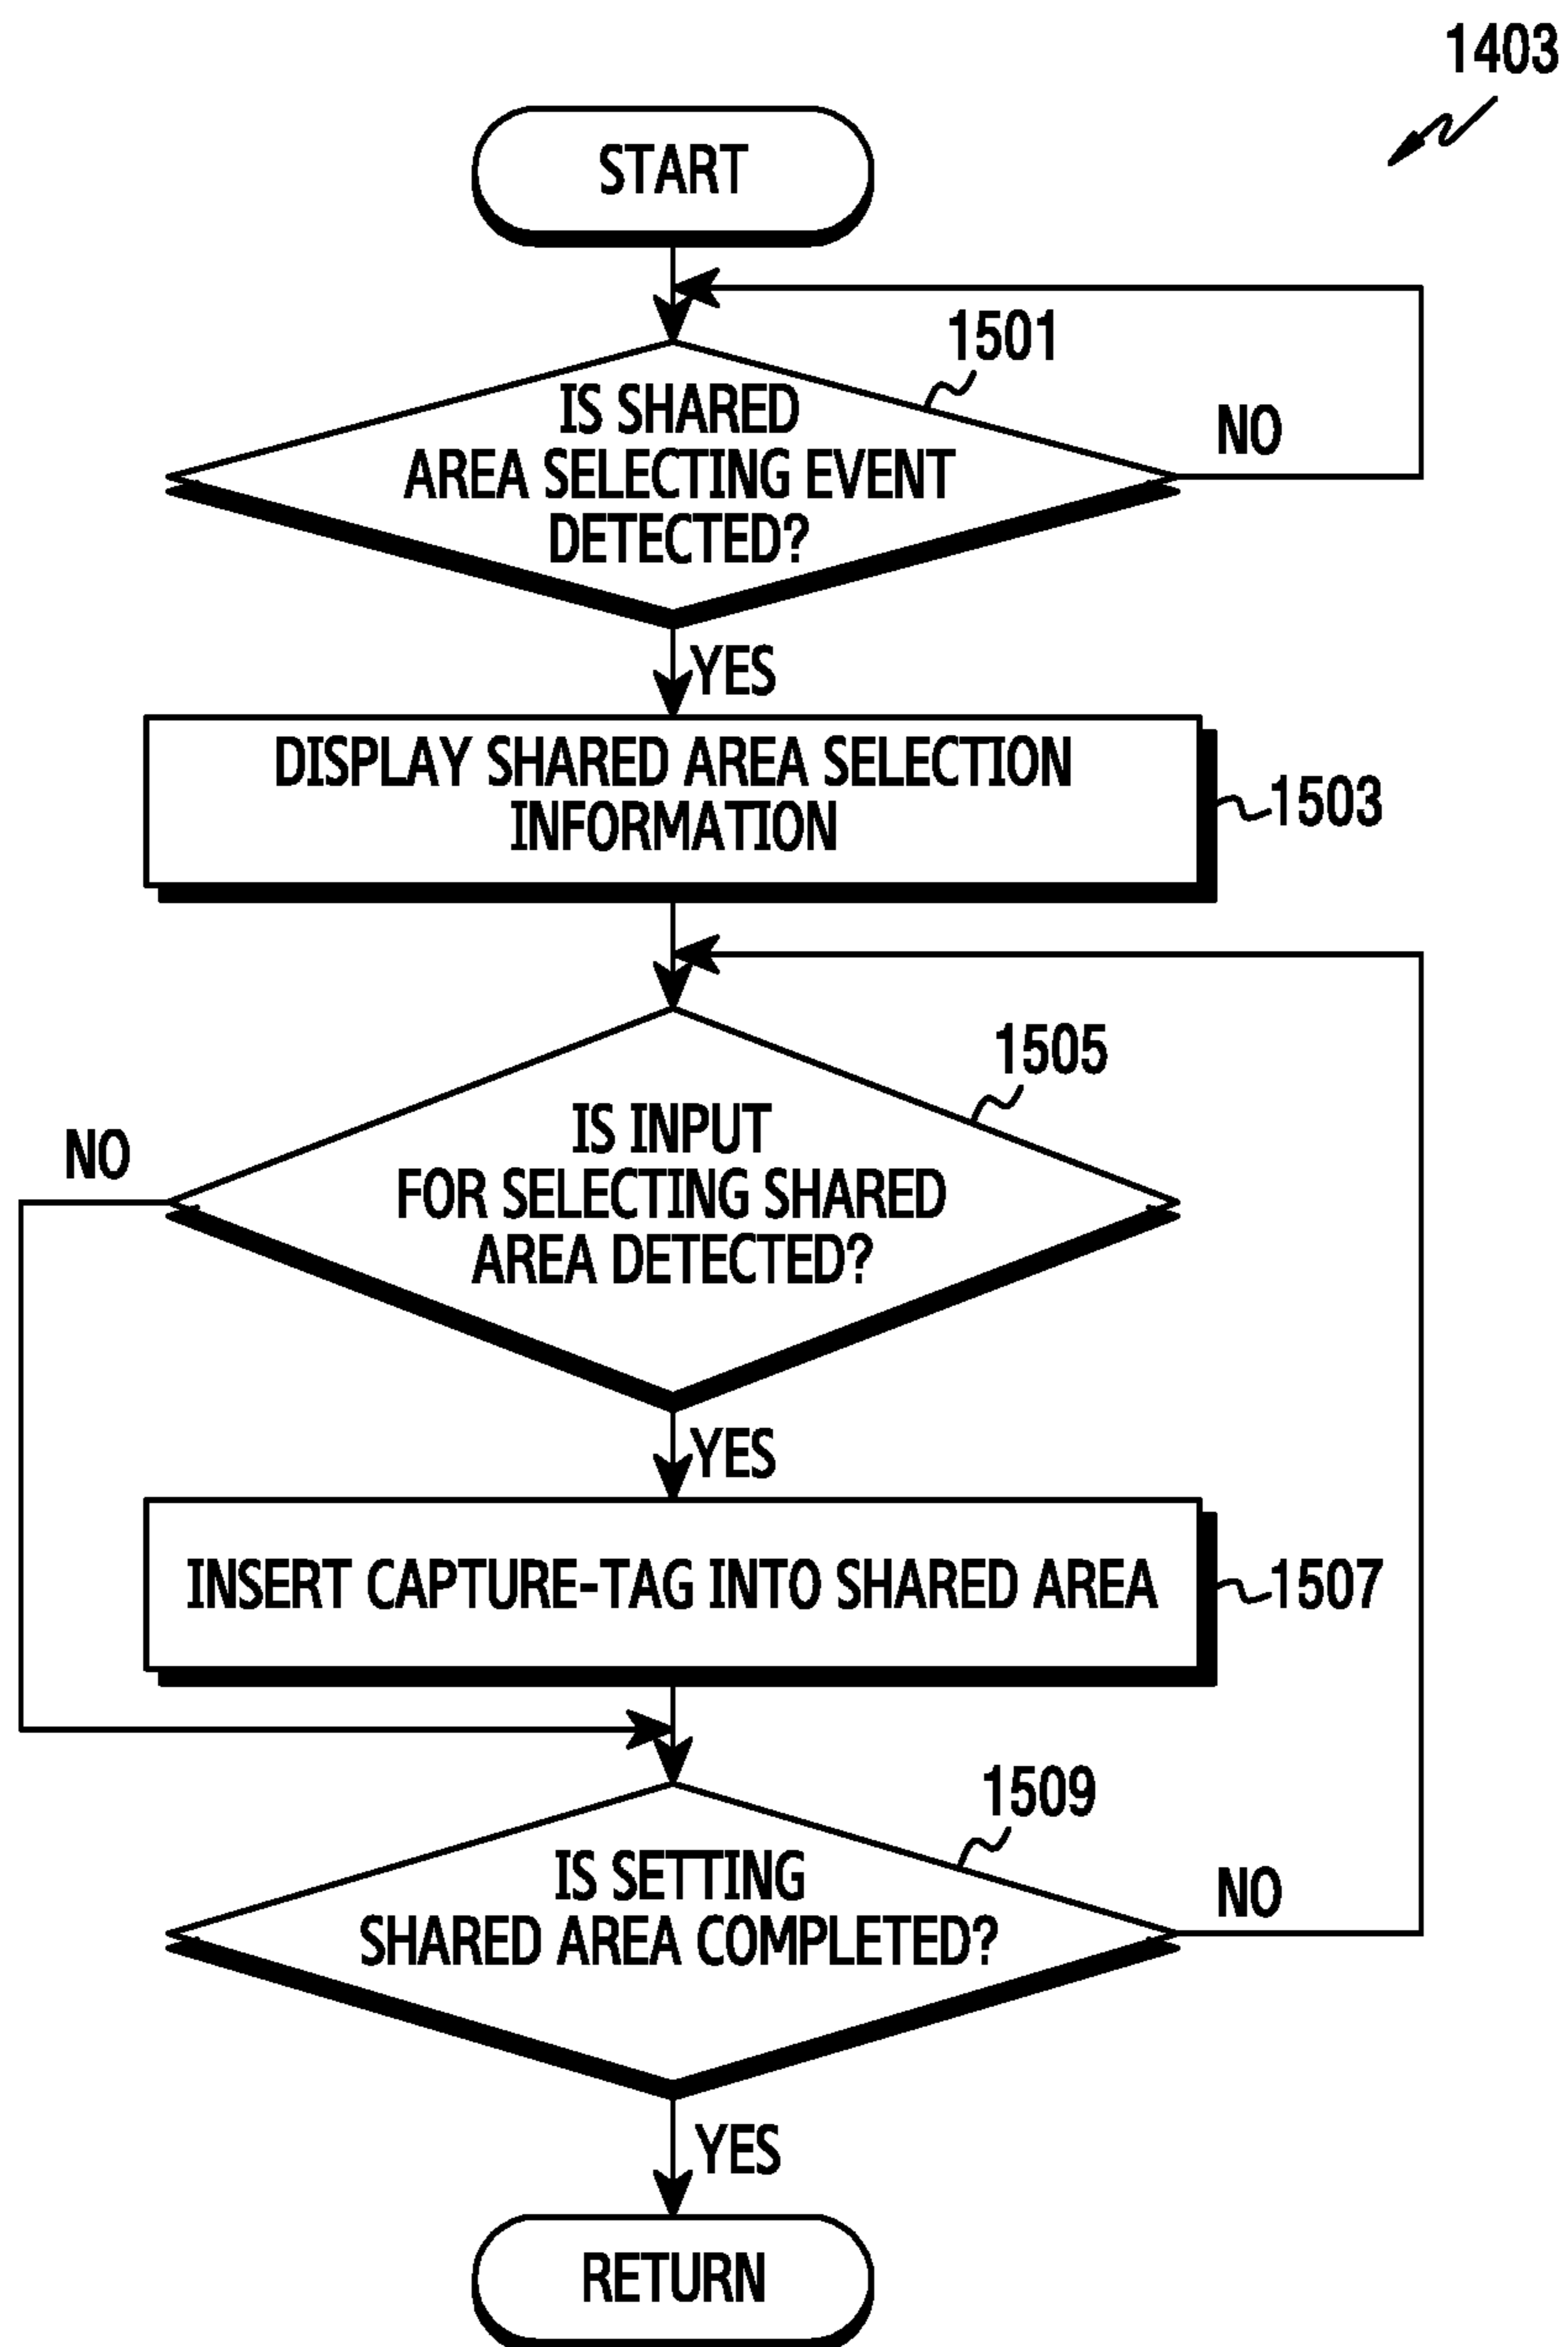 1403
START
1501
IS SHARED
AREA SELECTING EVENT
DETECTED?
NO
YES
DISPLAY SHARED AREA SELECTION
INFORMATION
1503
1505
IS INPUT
FOR SELECTING SHARED
AREA DETECTED?
NO
YES
INSERT CAPTURE-TAG INTO SHARED AREA
1507
1509
IS SETTING
SHARED AREA COMPLETED?
NO
YES
RETURN